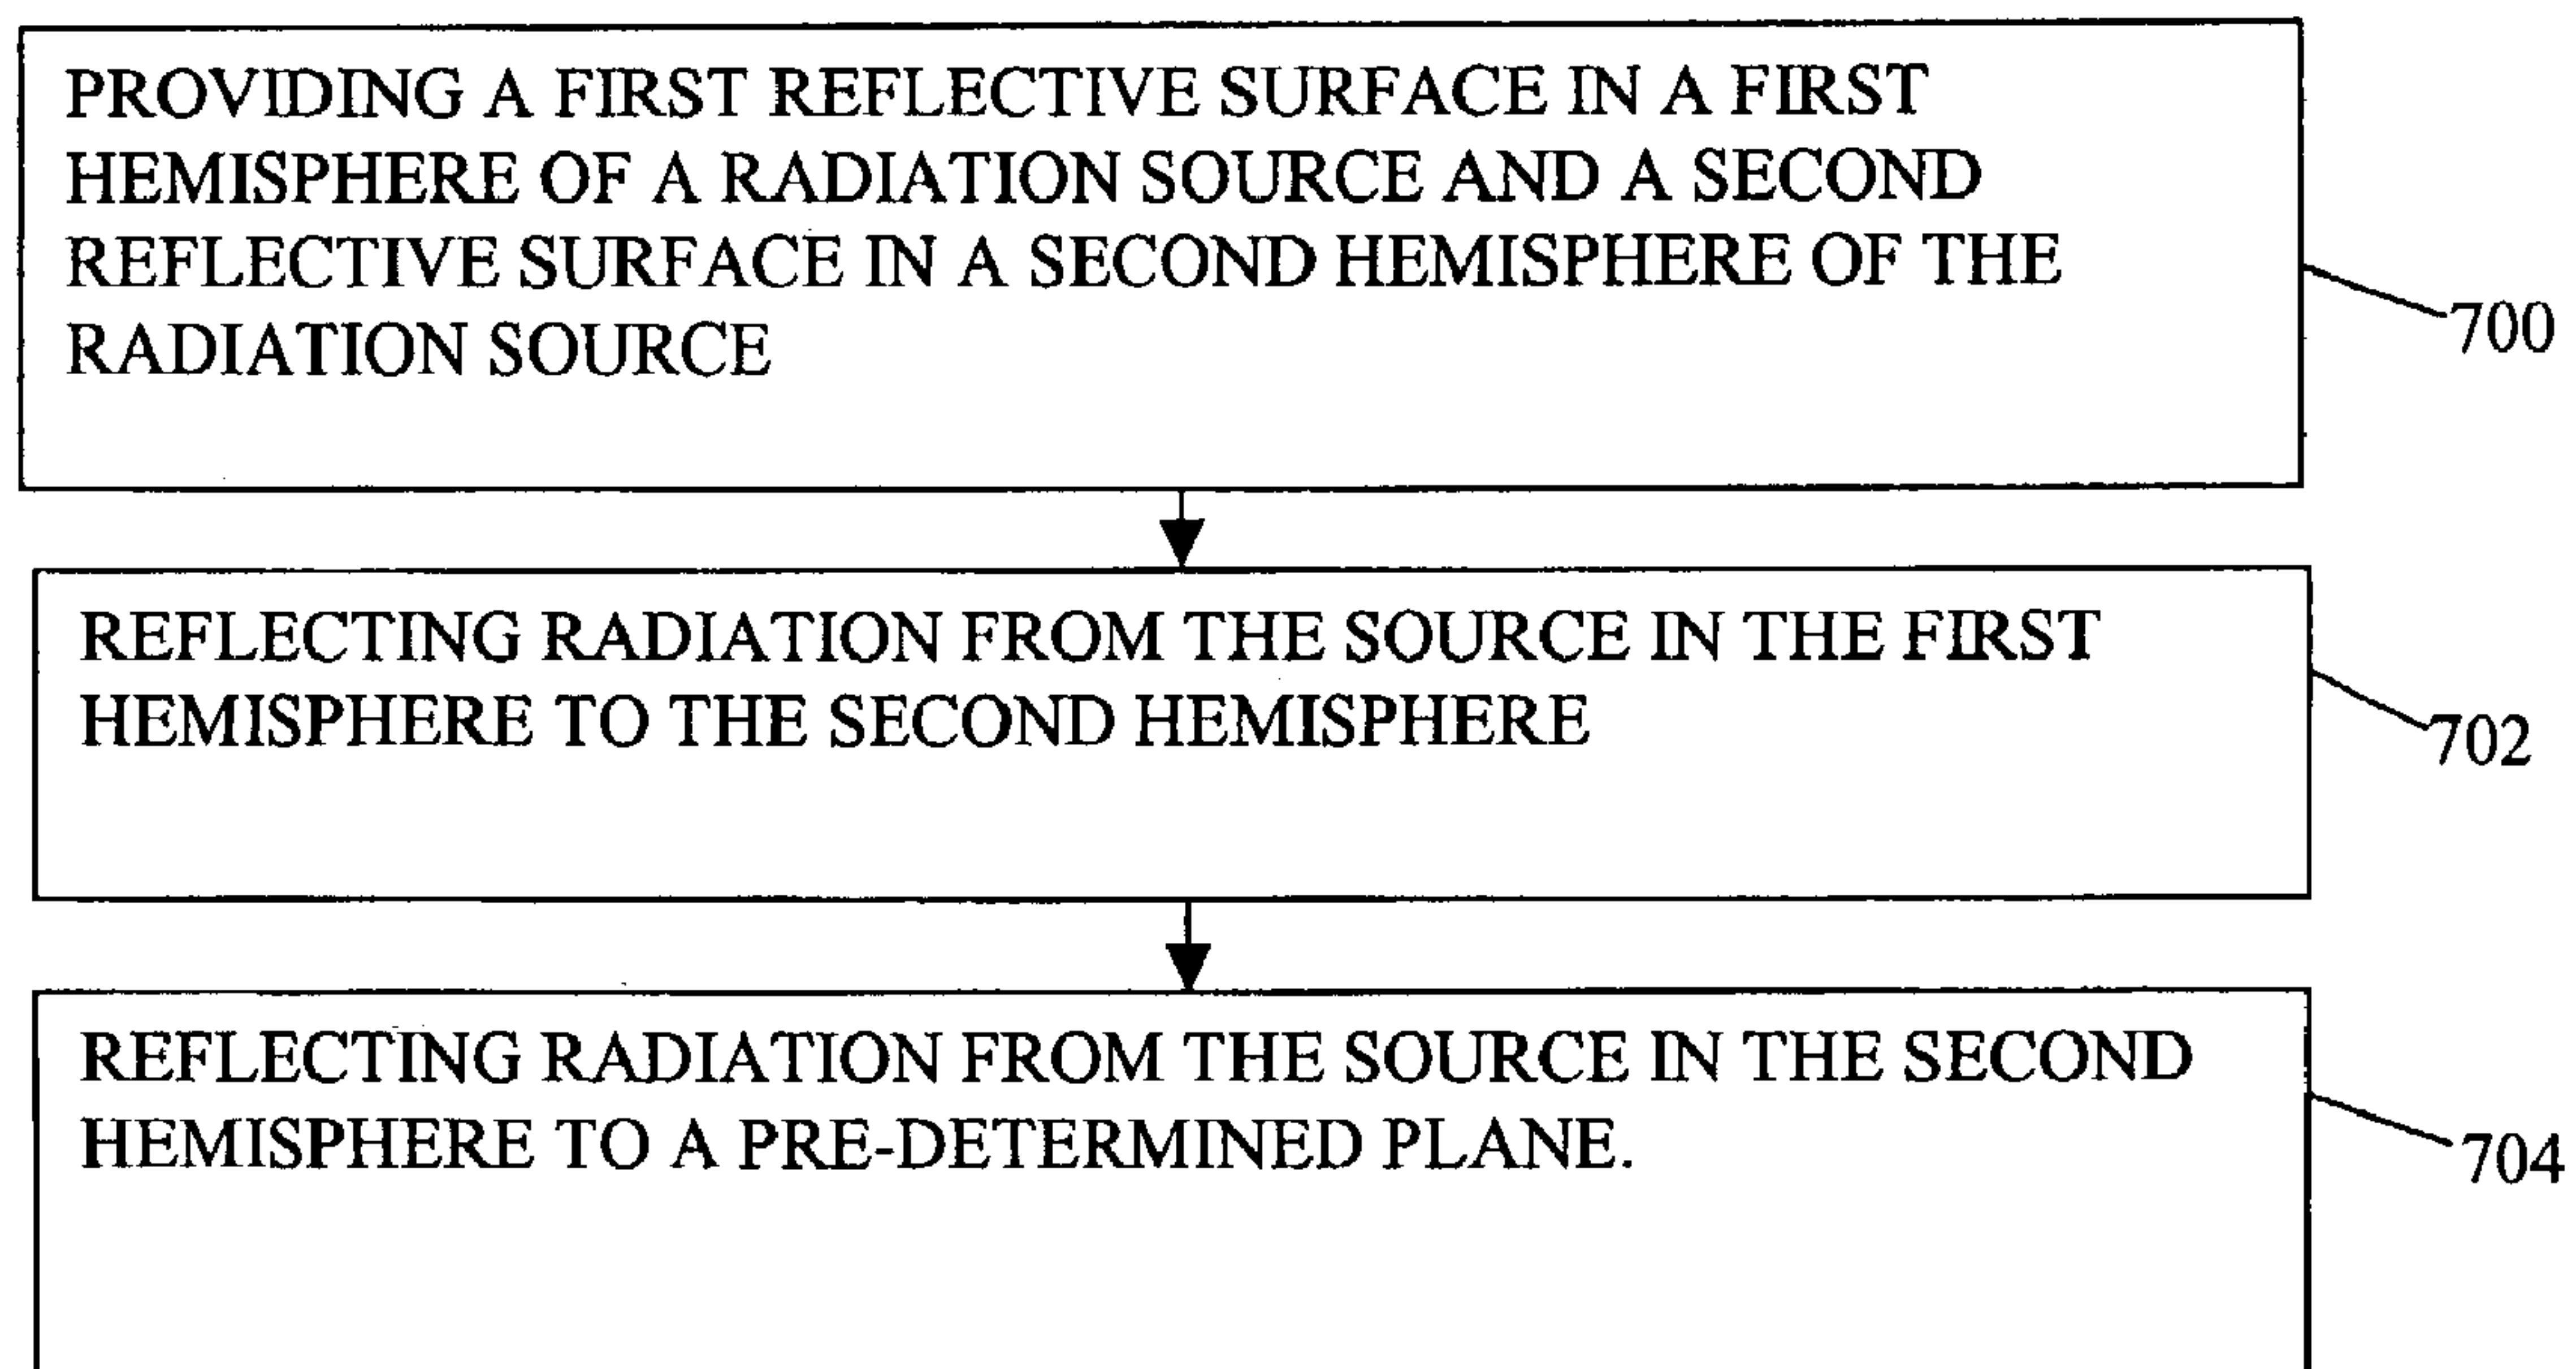 PROVIDING A FIRST REFLECTIVE SURFACE IN A FIRST
HEMISPHERE OF A RADIATION SOURCE AND A SECOND
REFLECTIVE SURFACE IN A SECOND HEMISPHERE OF THE
RADIATION SOURCE
700
REFLECTING RADIATION FROM THE SOURCE IN THE FIRST
HEMISPHERE TO THE SECOND HEMISPHERE
702
REFLECTING RADIATION FROM THE SOURCE IN THE SECOND
HEMISPHERE TO A PRE-DETERMINED PLANE.
704